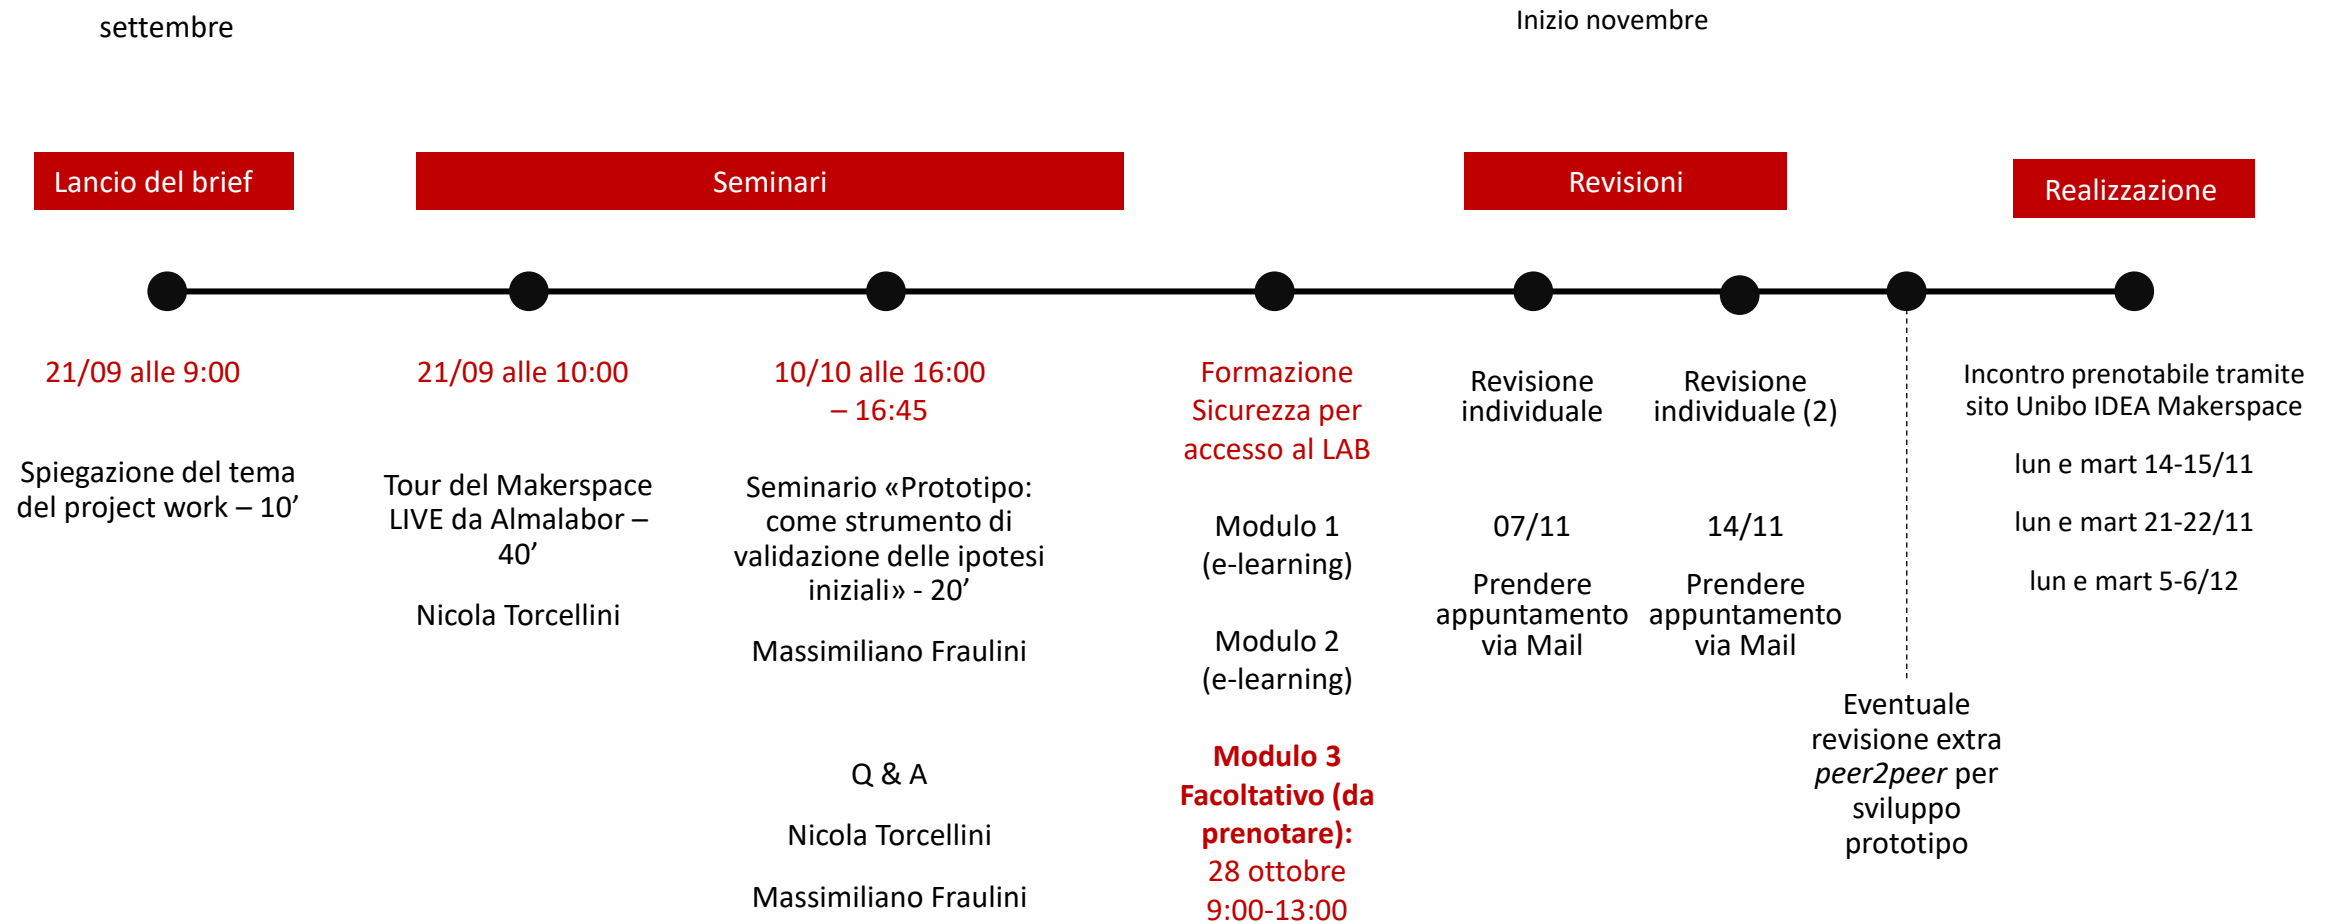 settembre
Inizio novembre
Lancio del brief
Seminari
Revisioni
Realizzazione
21/09 alle 9:00
Spiegazione del tema
del project work – 10’
21/09 alle 10:00
Tour del Makerspace
LIVE da Almalabor –
40’
Nicola Torcellini
10/10 alle 16:00
– 16:45
Seminario «Prototipo:
come strumento di
validazione delle ipotesi
iniziali» - 20’
Massimiliano Fraulini
Q & A
Nicola Torcellini
Massimiliano Fraulini
Formazione
Sicurezza per
accesso al LAB
Modulo 1
(e-learning)
Modulo 2
(e-learning)
Modulo 3
Facoltativo (da
prenotare):
28 ottobre
9:00-13:00
Revisione
individuale
07/11
Prendere
appuntamento
via Mail
Revisione
individuale (2)
14/11
Prendere
appuntamento
via Mail
Eventuale
revisione extra
peer2peer per
sviluppo
prototipo
Incontro prenotabile tramite
sito Unibo IDEA Makerspace
lun e mart 14-15/11
lun e mart 21-22/11
lun e mart 5-6/12